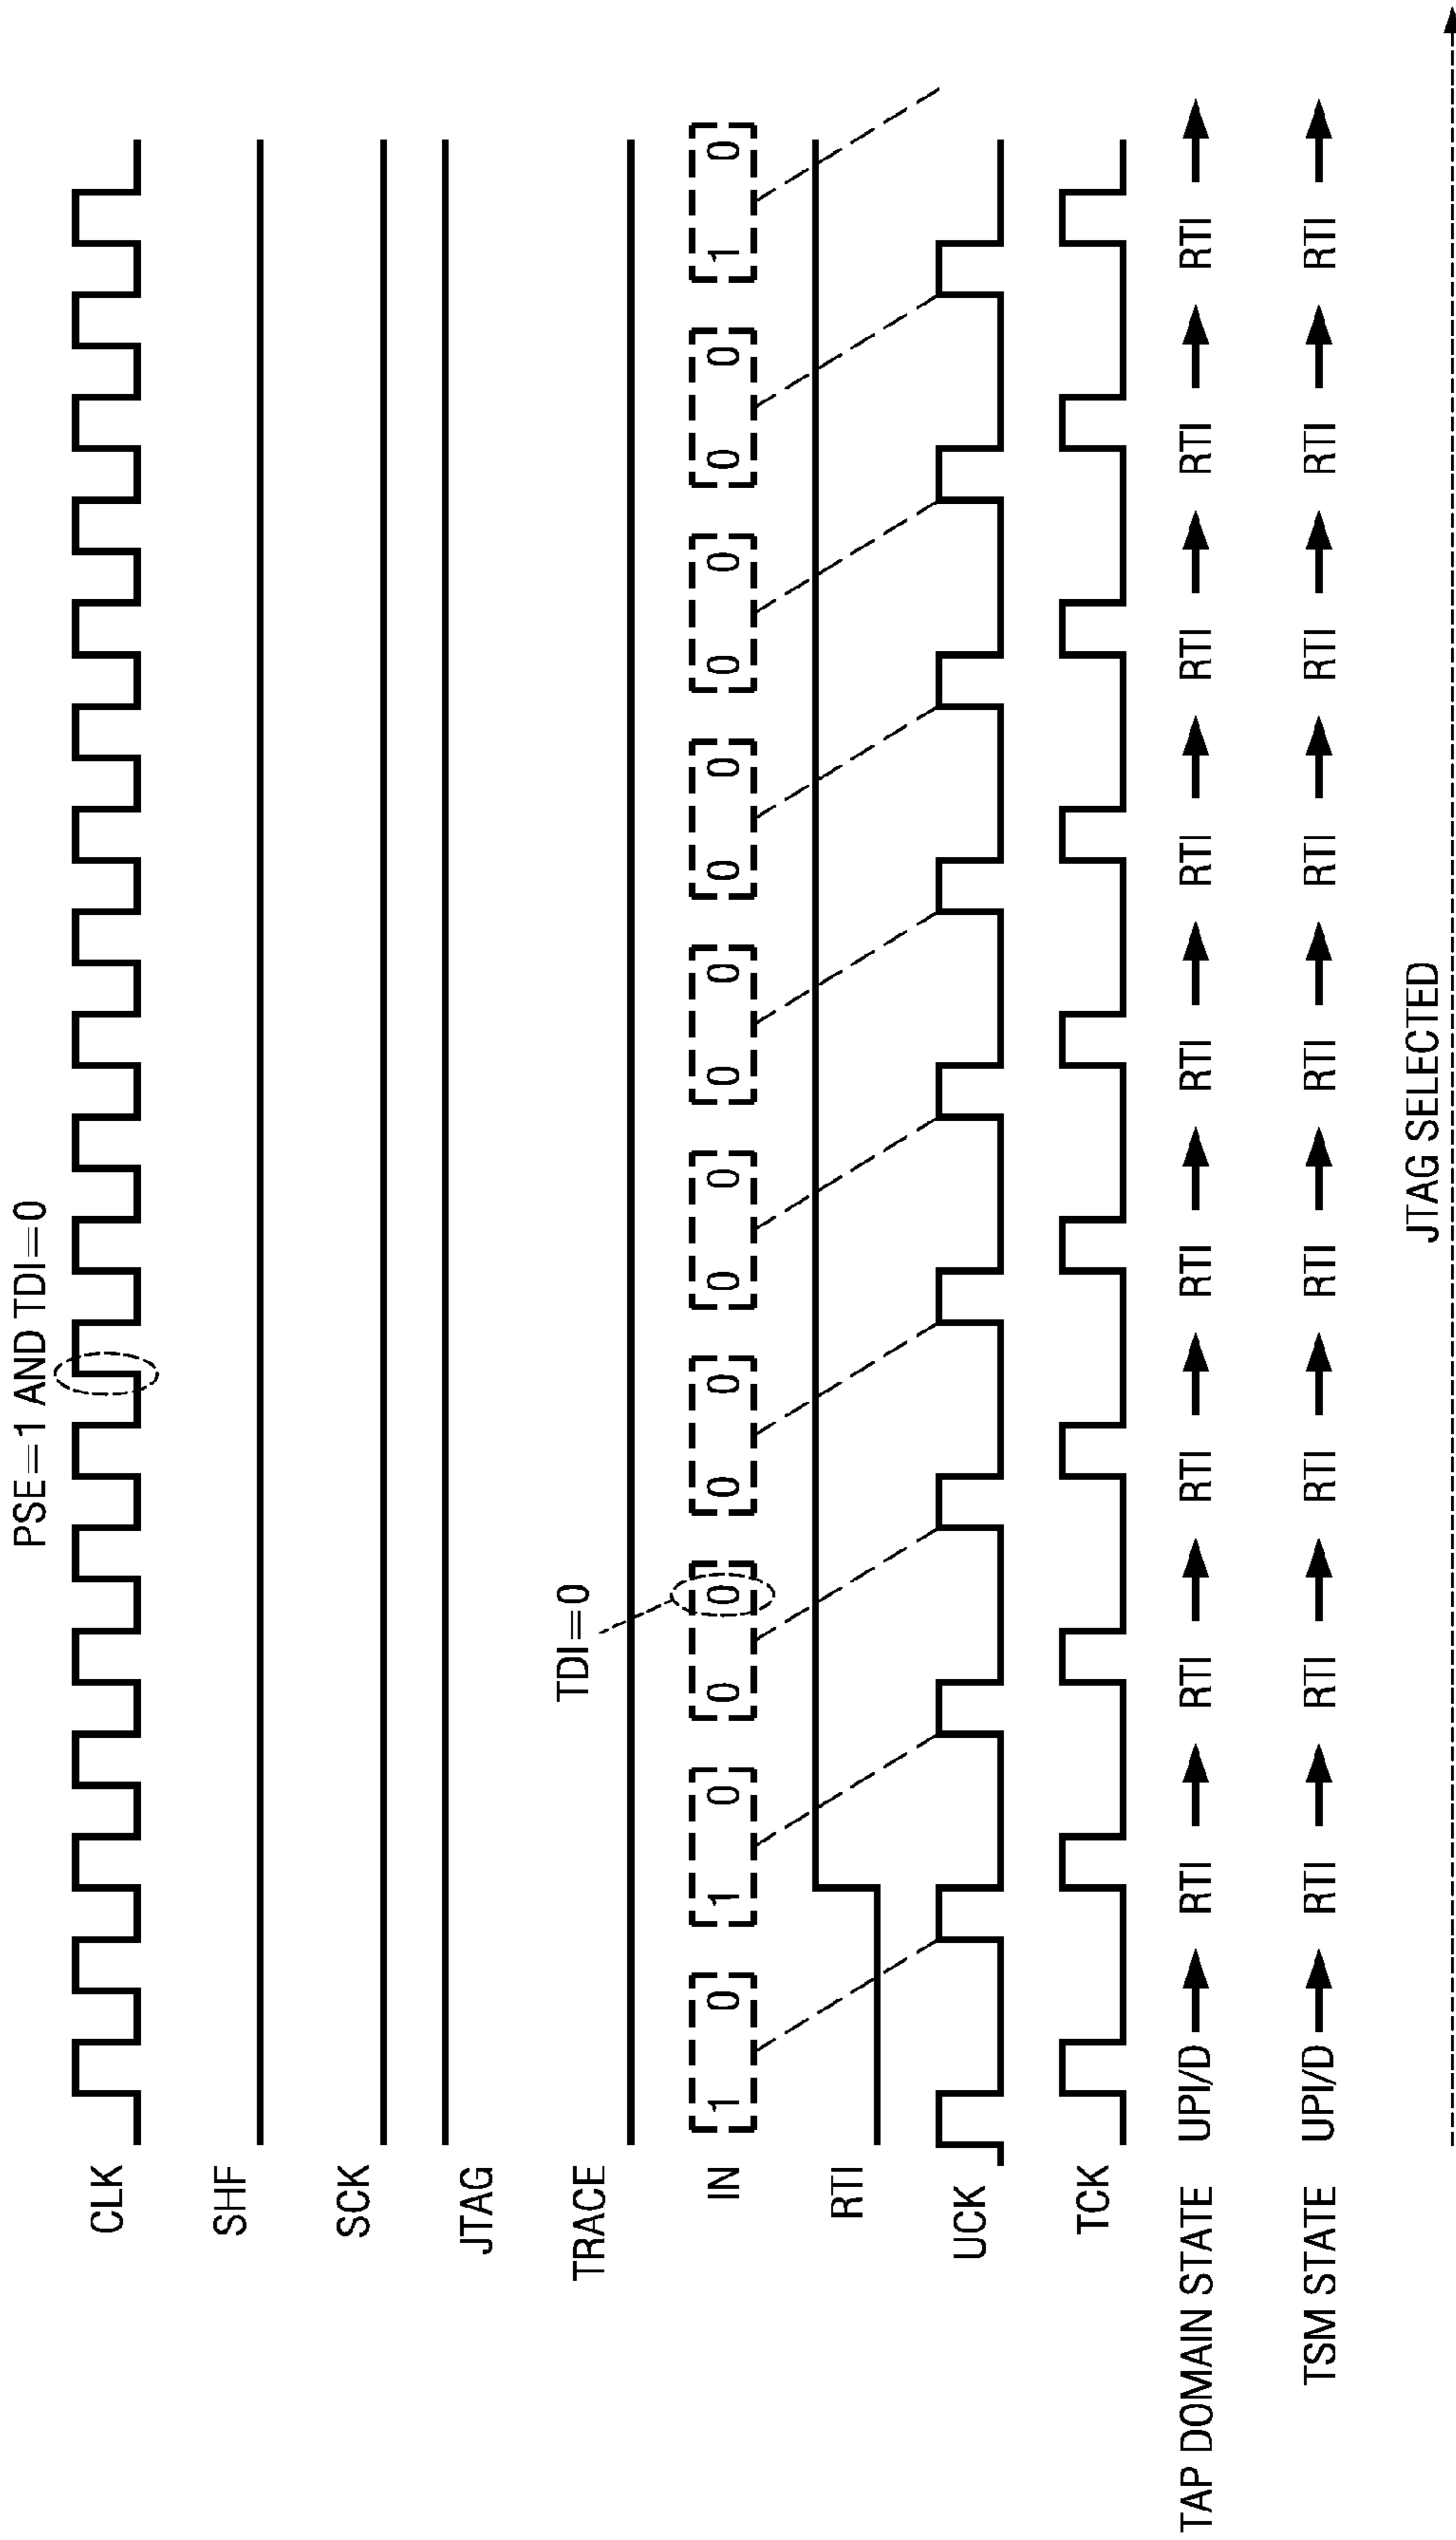 PSE=1 AND TDI=0
CLK
SHF
SCK
JTAG
TDI=0
TRACE
IN 1 0 1 0 0 0 0 0 0 0 0 0 0 0 0 0 0 0 1 0
RTI
UCK
TCK
TAP DOMAIN STATE UPI/D RTI RTI RTI RTI RTI RTI RTI RTI RTI
TSM STATE UPI/D RTI RTI RTI RTI RTI RTI RTI RTI RTI
JTAG SELECTED